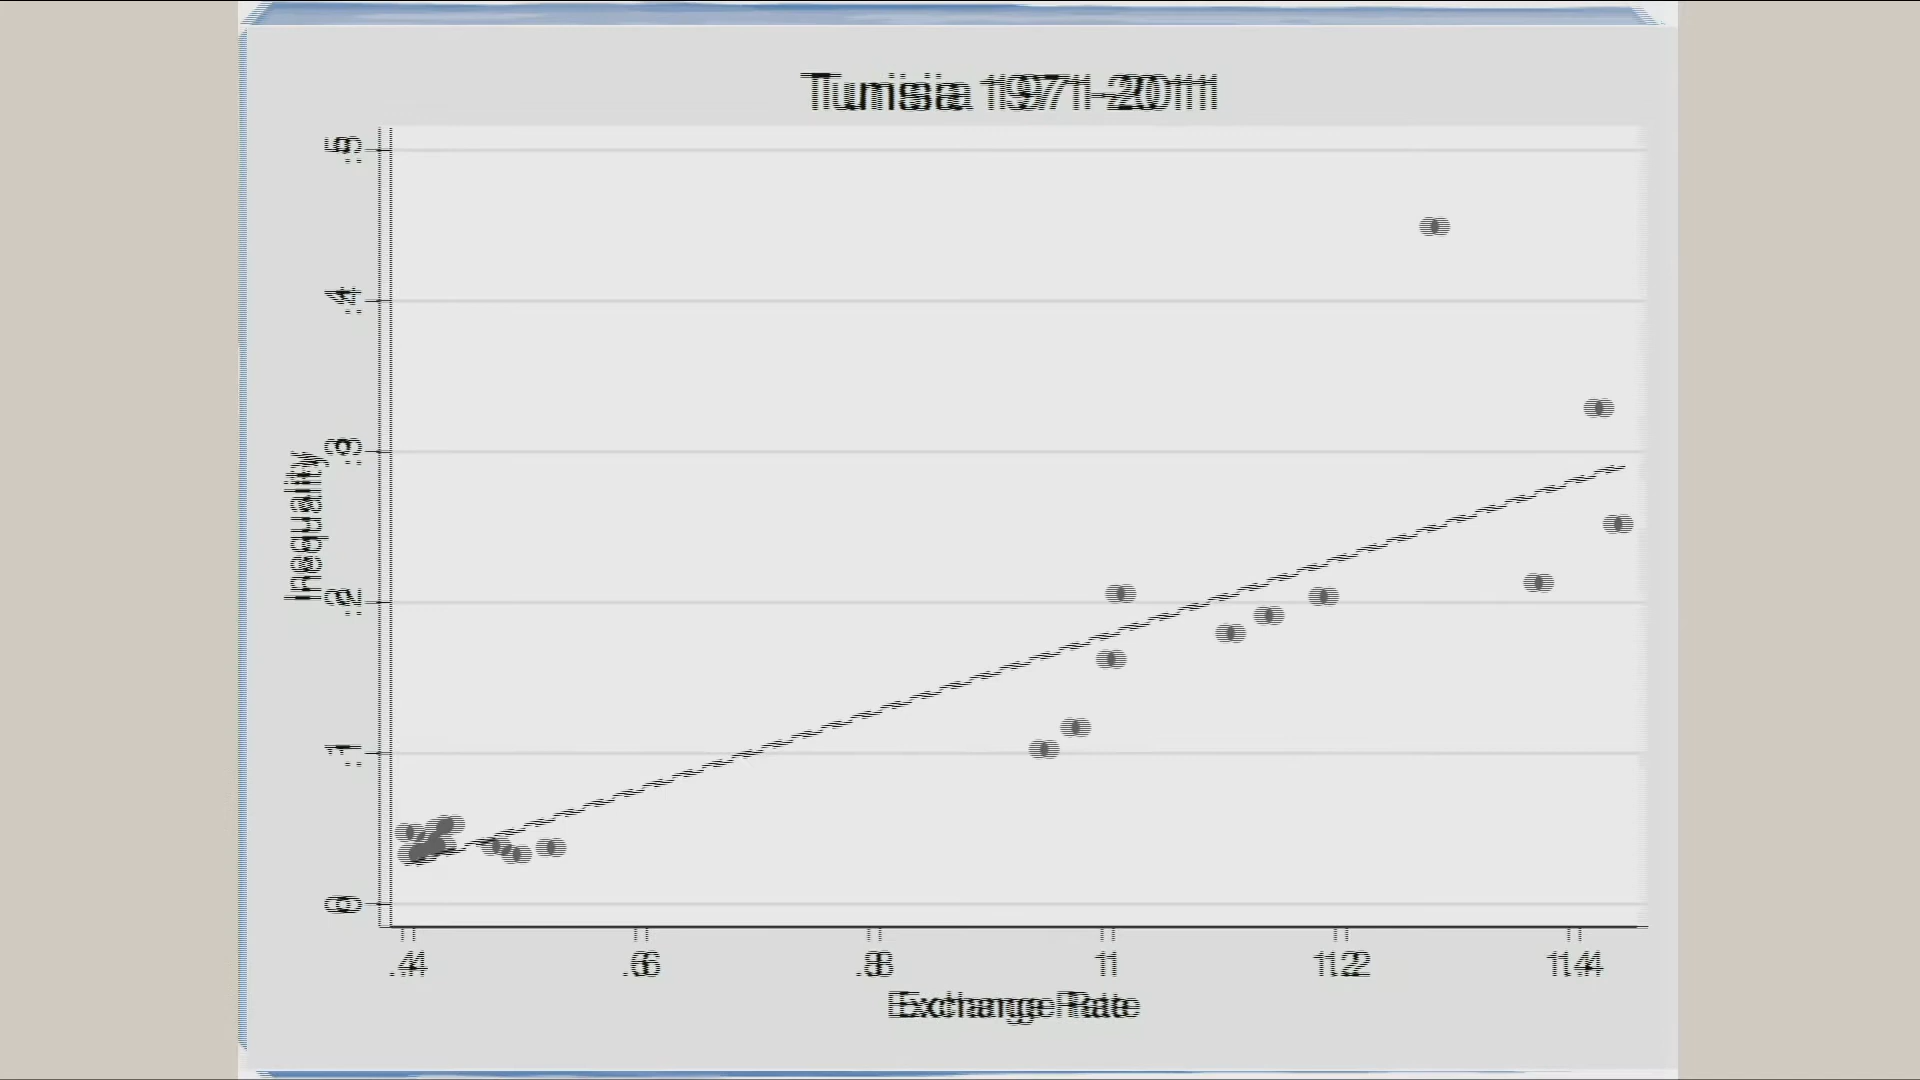 Tunisia 1971-2011
.5
.4
.3
.2
.1
0
Inequality
.4 .6 .8 1 1.2 1.4
Exchange Rate